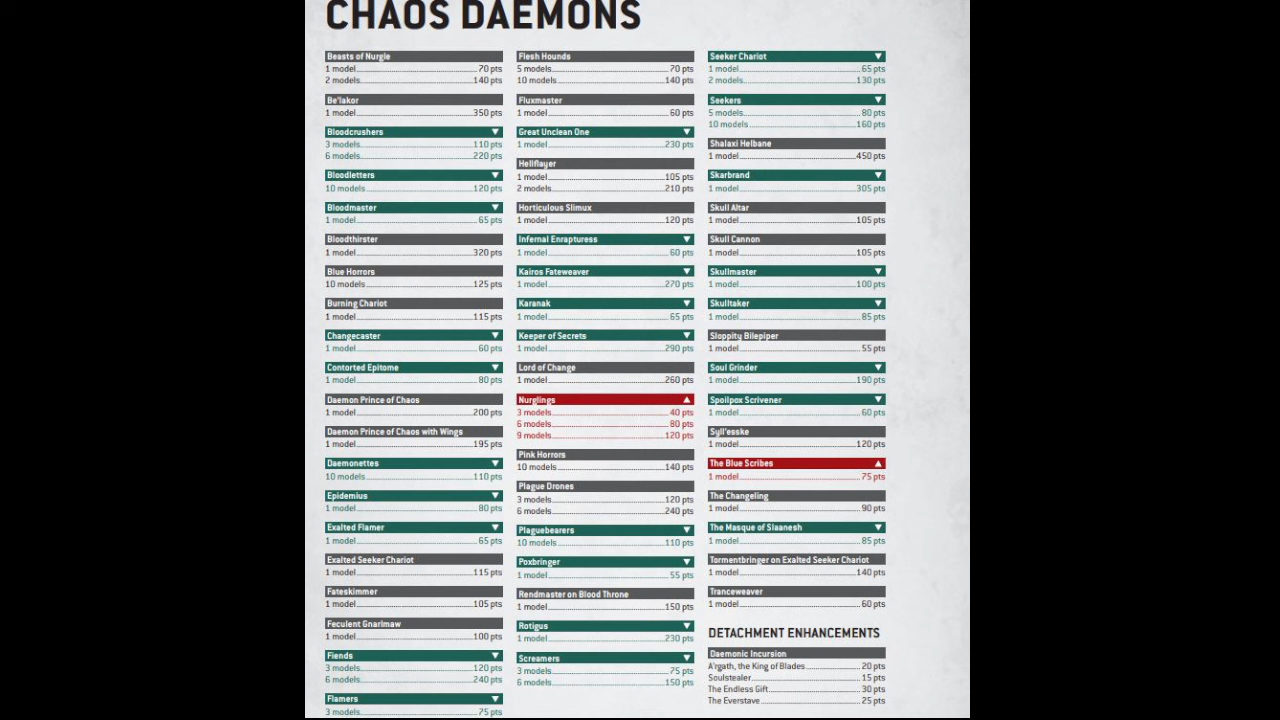 CHAOS DAEMONS
Beasts of Nurgle
1 model 70 pts
2 models 140 pts
Be'lakor
1 model 350 pts
Bloodcrushers ▼
3 models 110 pts
6 models 220 pts
Bloodletters ▼
10 models 120 pts
Bloodmaster ▼
1 model 65 pts
Bloodthirster
1 model 320 pts
Blue Horrors
10 models 125 pts
Burning Chariot
1 model 115 pts
Changecaster ▼
1 model 60 pts
Contorted Epitome ▼
1 model 80 pts
Daemon Prince of Chaos
1 model 200 pts
Daemon Prince of Chaos with Wings
1 model 195 pts
Daemonettes ▼
10 models 110 pts
Epidemius ▼
1 model 80 pts
Exalted Flamer ▼
1 model 65 pts
Exalted Seeker Chariot
1 model 115 pts
Fateskimmer
1 model 105 pts
Feculent Gnarlmaw
1 model 100 pts
Fiends ▼
3 models 120 pts
6 models 240 pts
Flamers ▼
3 models 75 pts
Flesh Hounds
5 models 70 pts
10 models 140 pts
Fluxmaster
1 model 60 pts
Great Unclean One ▼
1 model 230 pts
Hellflayer
1 model 105 pts
2 models 210 pts
Horticulous Slimux
1 model 120 pts
Infernal Enrapturess ▼
1 model 60 pts
Kairos Fateweaver ▼
1 model 270 pts
Karanak ▼
1 model 65 pts
Keeper of Secrets ▼
1 model 290 pts
Lord of Change
1 model 260 pts
Nurglings ▲
3 models 40 pts
6 models 80 pts
9 models 120 pts
Pink Horrors
10 models 140 pts
Plague Drones
3 models 120 pts
6 models 240 pts
Plaguebearers ▼
10 models 110 pts
Poxbringer ▼
1 model 55 pts
Rendmaster on Blood Throne
1 model 150 pts
Rotigus ▼
1 model 230 pts
Screamers ▼
3 models 75 pts
6 models 150 pts
Seeker Chariot ▼
1 model 65 pts
2 models 130 pts
Seekers ▼
5 models 80 pts
10 models 160 pts
Shalaxi Helbane
1 model 450 pts
Skarbrand ▼
1 model 305 pts
Skull Altar
1 model 105 pts
Skull Cannon
1 model 105 pts
Skullmaster ▼
1 model 100 pts
Skulltaker ▼
1 model 85 pts
Sloppity Bilepiper
1 model 55 pts
Soul Grinder ▼
1 model 190 pts
Spoilpox Scrivener ▼
1 model 60 pts
Syll'esske
1 model 120 pts
The Blue Scribes ▲
1 model 75 pts
The Changeling
1 model 90 pts
The Masque of Slaanesh ▼
1 model 85 pts
Tormentbringer on Exalted Seeker Chariot
1 model 140 pts
Tranceweaver
1 model 60 pts
DETACHMENT ENHANCEMENTS
Daemonic Incursion
A'rgath, the King of Blades 20 pts
Soulstealer 15 pts
The Endless Gift 30 pts
The Everstave 25 pts